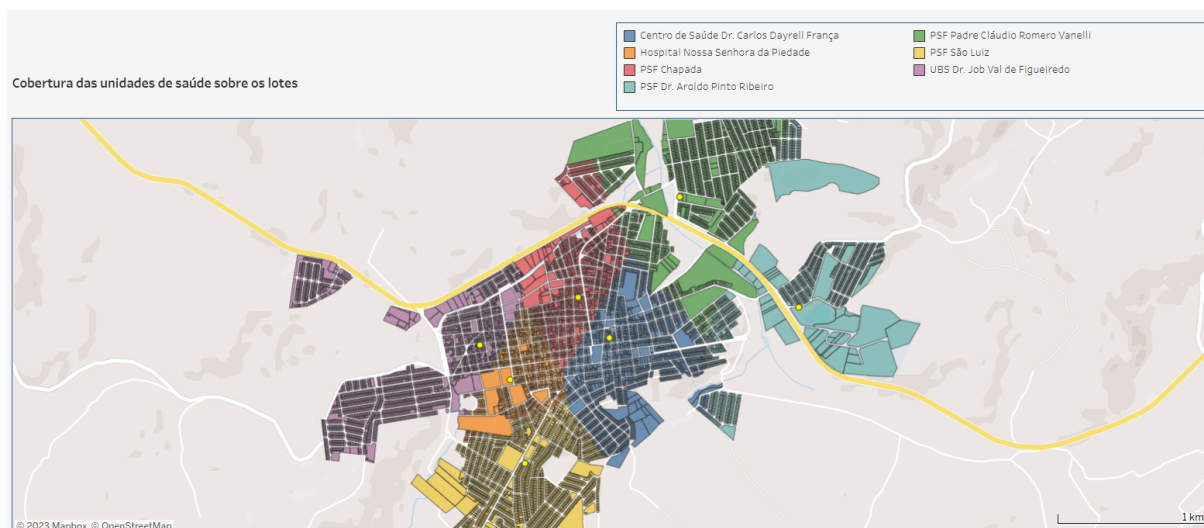 Cobertura das unidades de saúde sobre os lotes
Centro de Saúde Dr. Carlos Dayrell França
Hospital Nossa Senhora da Piedade
PSF Chapada
PSF Dr. Aroldo Pinto Ribeiro
PSF Padre Cláudio Romero Vanelli
PSF São Luiz
UBS Dr. Job Val de Figueiredo
© 2023 Mapbox © OpenStreetMap
1 km